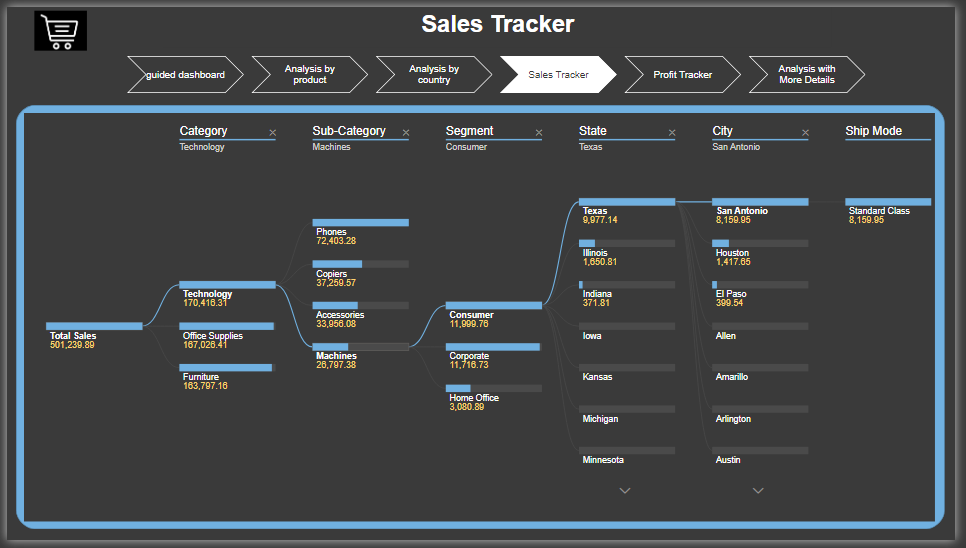 Sales Tracker
guided dashboard
Analysis by
product
Analysis by
country
Sales Tracker
Profit Tracker
Analysis with
More Details
Category
Technology
Sub-Category
Machines
Segment
Consumer
State
Texas
City
San Antonio
Ship Mode
Total Sales
501,239.89
Technology
170,416.31
Office Supplies
167,026.41
Furniture
163,797.16
Phones
72,403.28
Copiers
37,259.57
Accessories
33,956.08
Machines
26,797.38
Consumer
11,999.76
Corporate
11,716.73
Home Office
3,080.89
Texas
9,977.14
Illinois
1,650.81
Indiana
371.81
Iowa
Kansas
Michigan
Minnesota
San Antonio
8,159.95
Houston
1,417.65
El Paso
399.54
Allen
Amarillo
Arlington
Austin
Standard Class
8,159.95